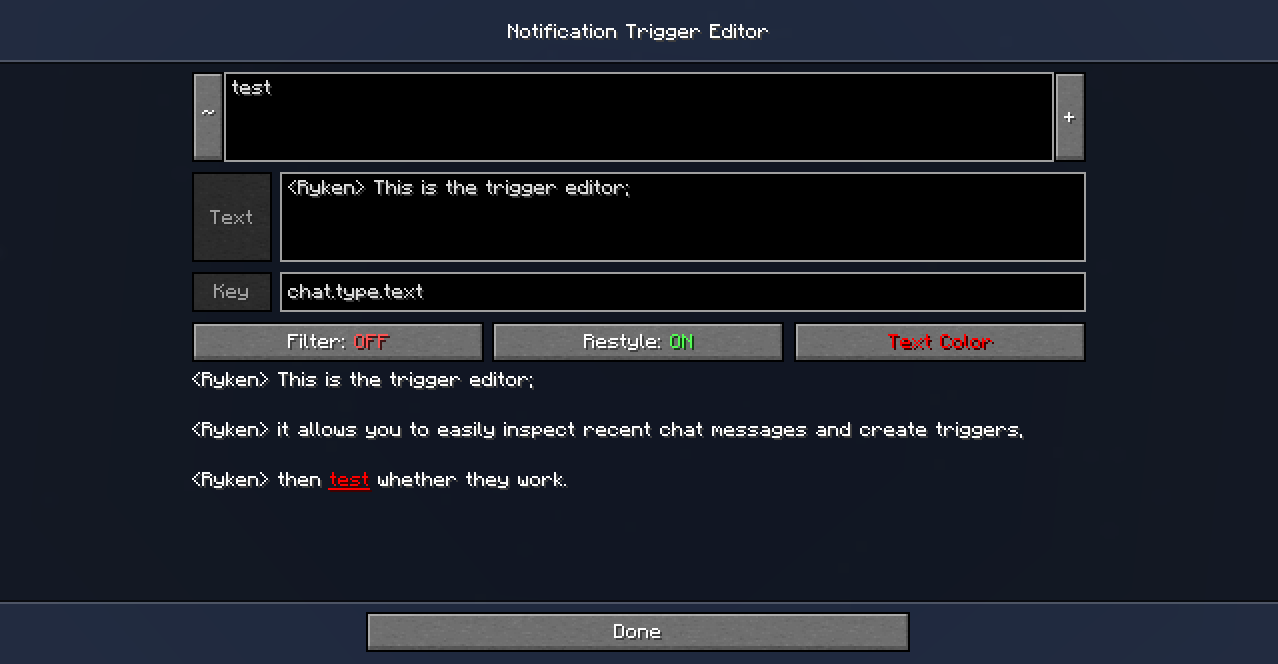 Notification Trigger Editor
~
test
+
Text
<Ryken> This is the trigger editor;
Key
chat.type.text
Filter: OFF
Restyle: ON
Text Color
<Ryken> This is the trigger editor;
<Ryken> it allows you to easily inspect recent chat messages and create triggers,
<Ryken> then test whether they work.
Done